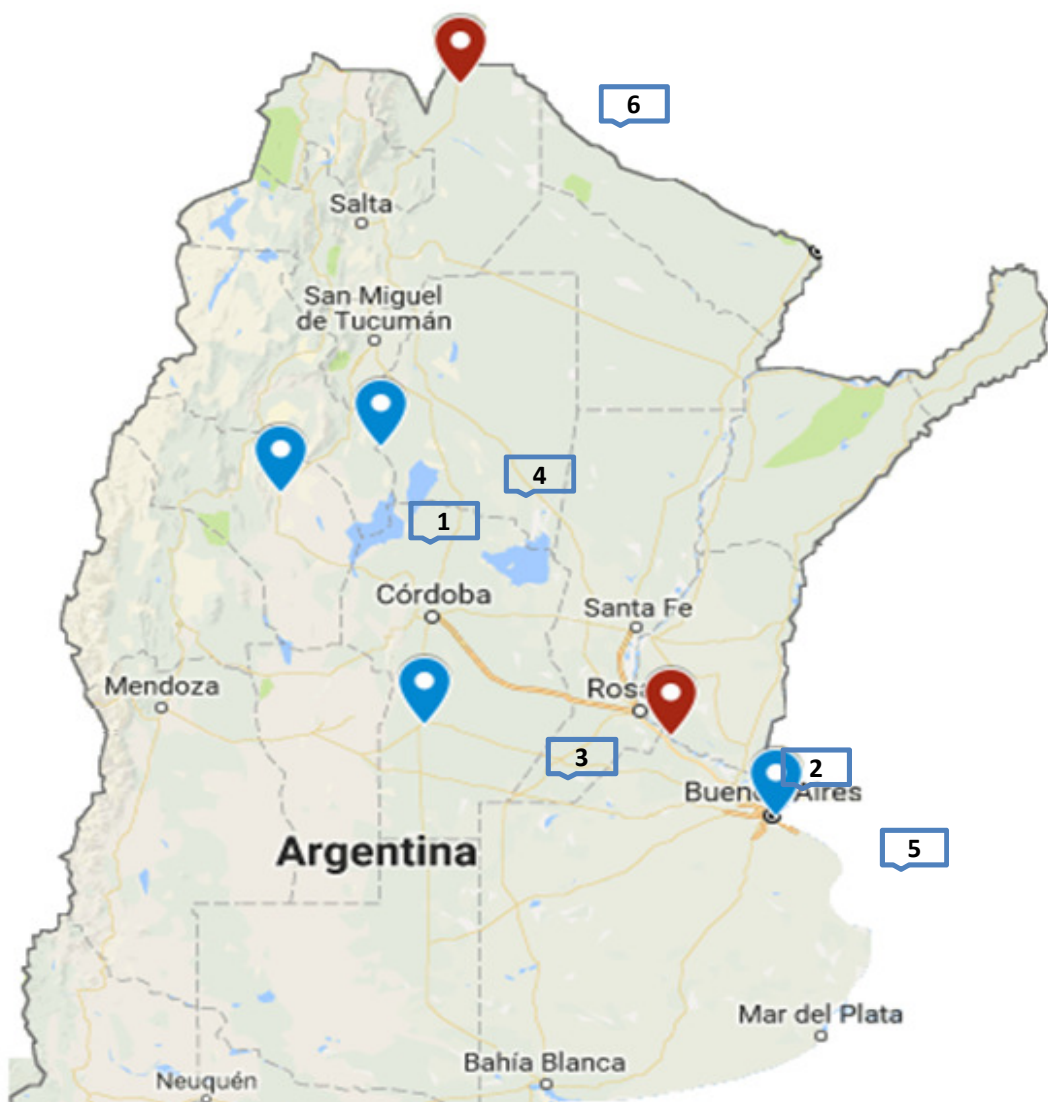 6
Salta
San Miguel
de Tucumán
4
1
Córdoba
Santa Fe
Mendoza
Rosa
3
2
Buenos Aires
Argentina
5
Mar del Plata
Bahía Blanca
Neuquén